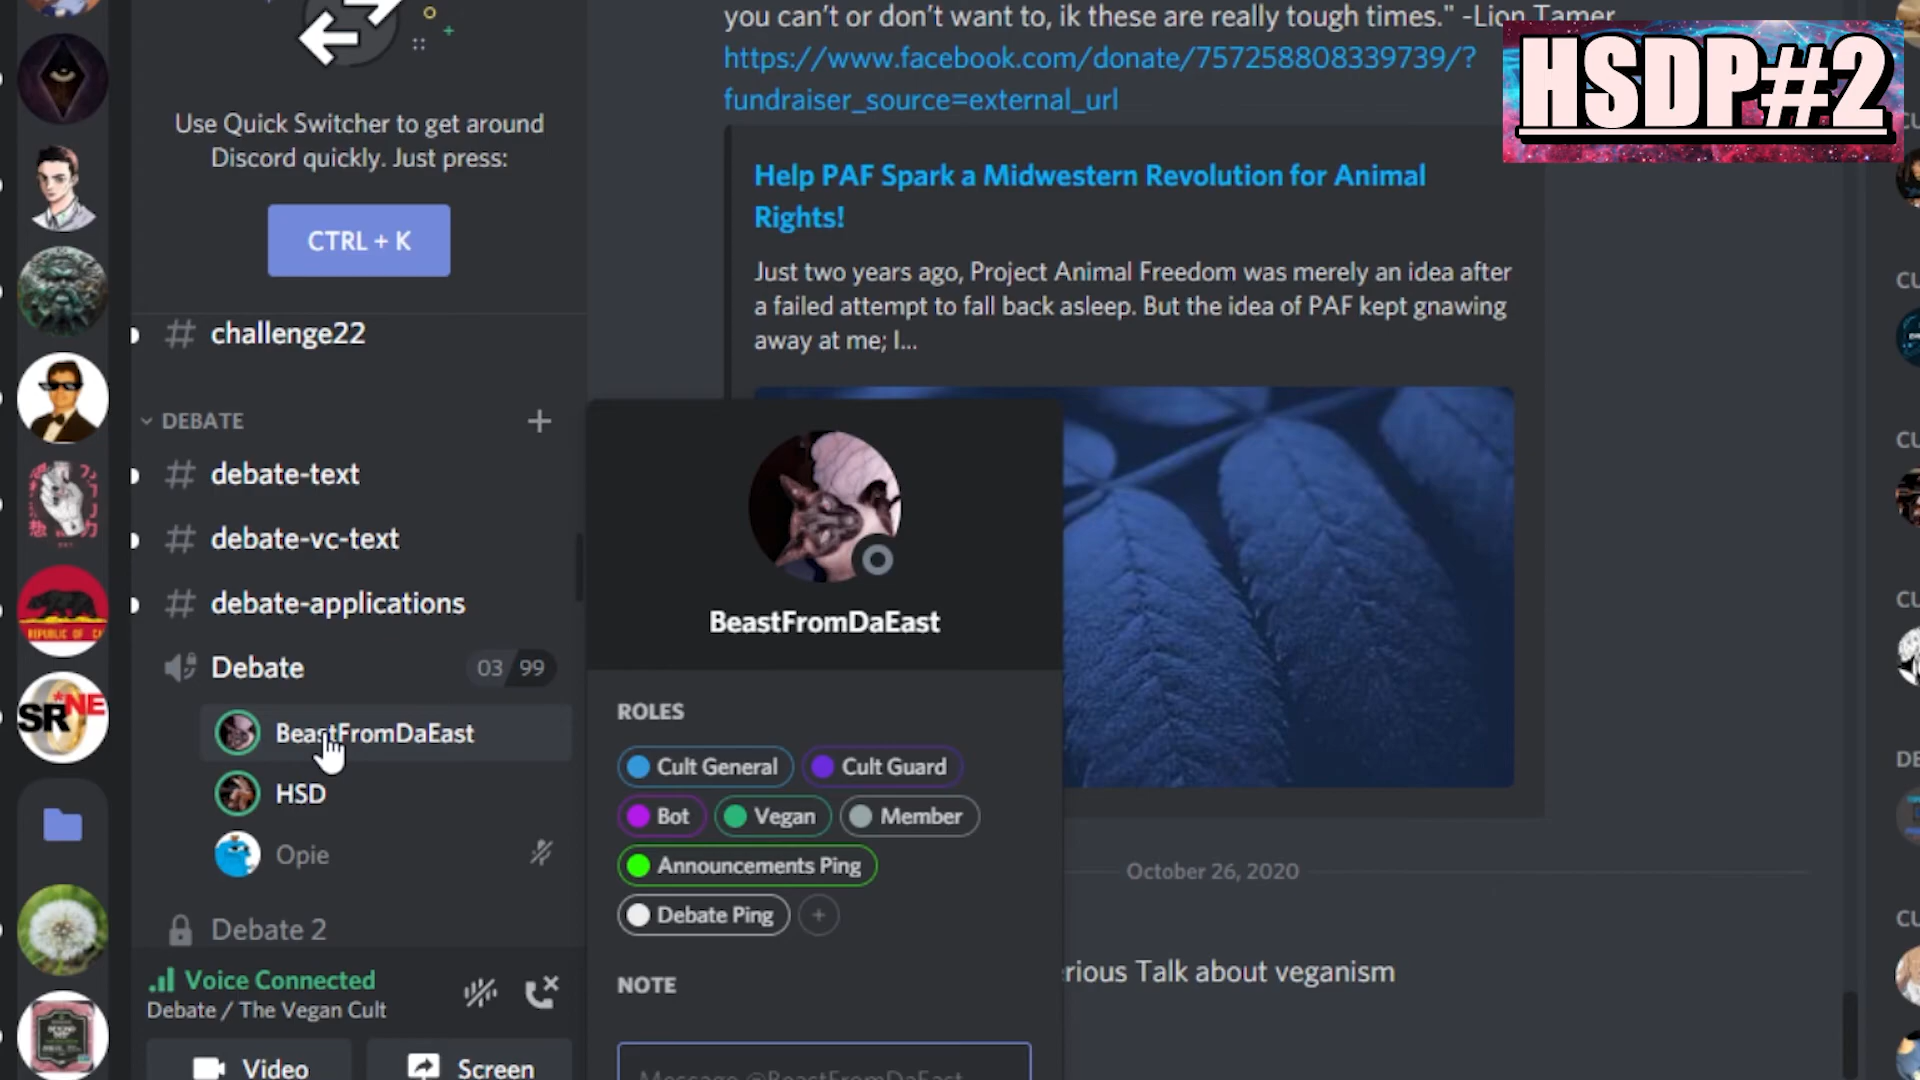 Use Quick Switcher to get around
Discord quickly. Just press:
CTRL + K
challenge22
DEBATE
debate-text
debate-vc-text
debate-applications
Debate
03 99
BeastFromDaEast
HSD
Opie
Debate 2
Voice Connected
Debate / The Vegan Cult
Video
Screen
REPUBLIC OF
SR*NE
you can't or don't want to, ik these are really tough times." -Lion Tamer
https://www.facebook.com/donate/757258808339739/?
fundraiser_source=external_url
Help PAF Spark a Midwestern Revolution for Animal
Rights!
Just two years ago, Project Animal Freedom was merely an idea after
a failed attempt to fall back asleep. But the idea of PAF kept gnawing
away at me; I...
BeastFromDaEast
ROLES
Cult General
Cult Guard
Bot
Vegan
Member
Announcements Ping
Debate Ping
NOTE
Message @BeastFromDaEast
October 26, 2020
rious Talk about veganism
HSDP#2